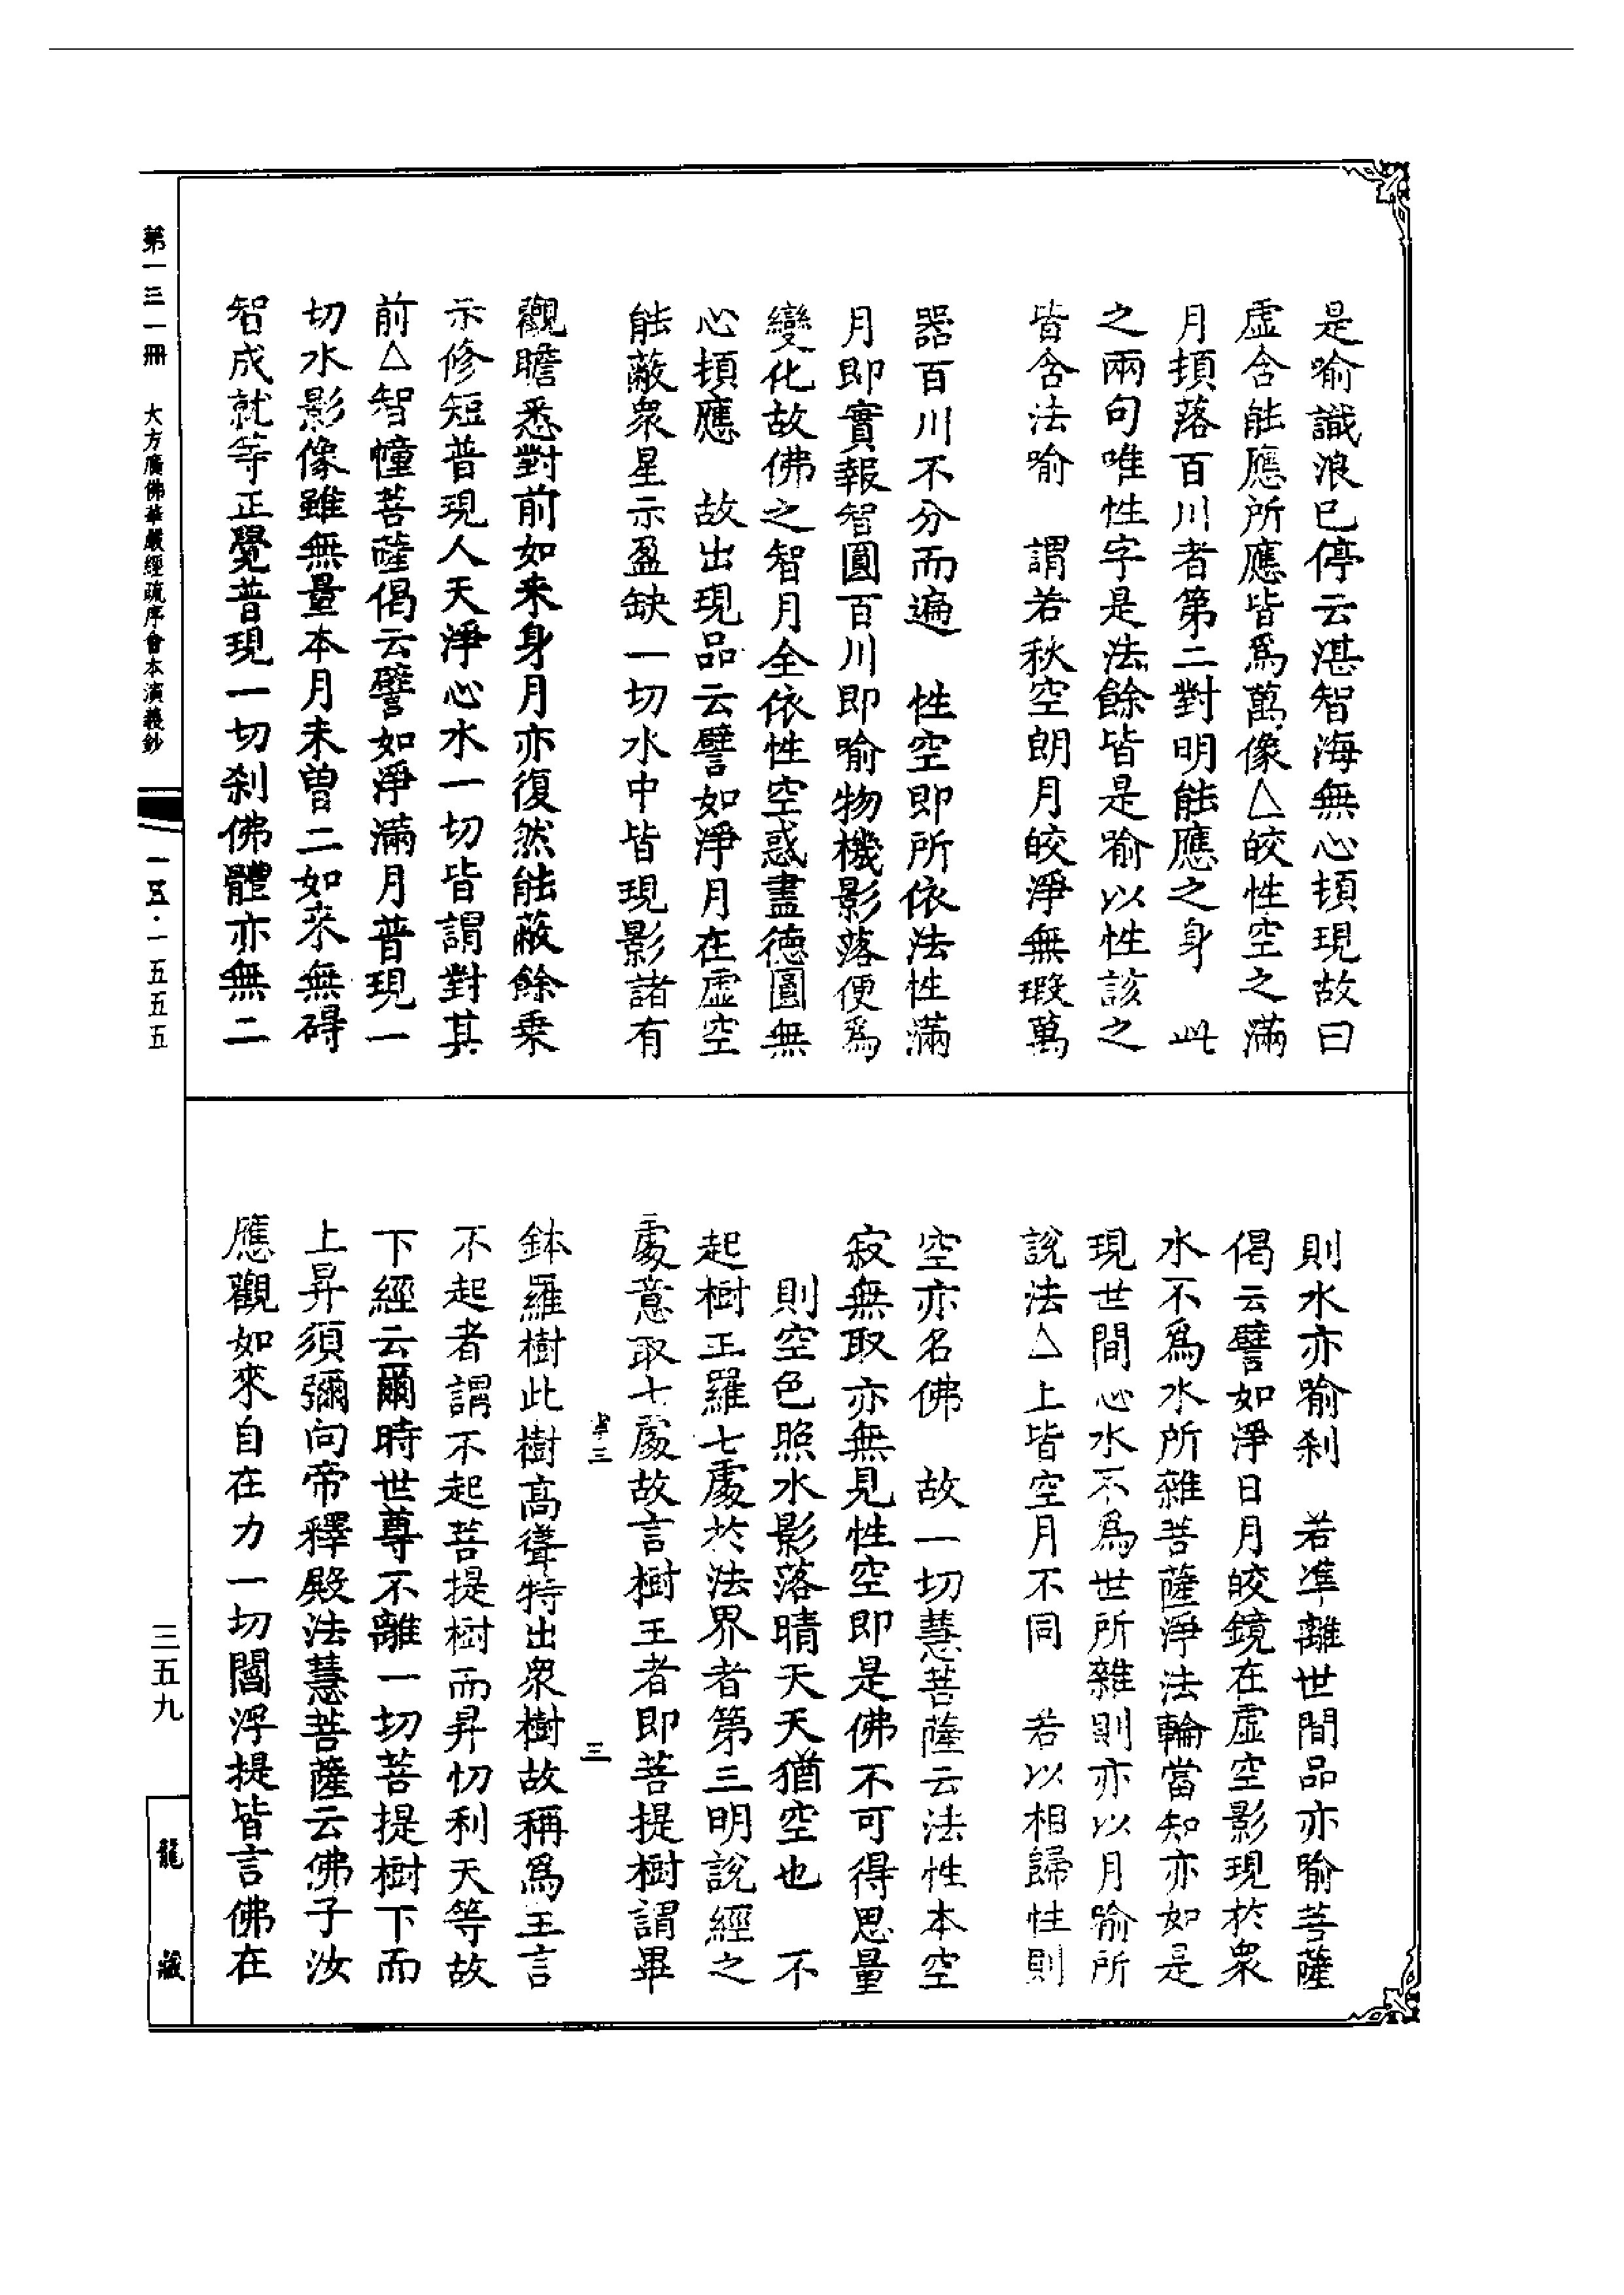 是喻識浪已停云湛智海無心頓現故曰
虛含能應所應皆爲萬像△皎性空之滿
月頓落百川者第二對明能應之身　此
之兩句唯性字是法餘皆是喻以性該之
皆含法喻　謂若秋空朗月皎淨無瑕萬
器百川不分而遍　性空即所依法性滿
月即實報智圓百川即喻物機影落便爲
變化故佛之智月全依性空惑盡德圓無
心頓應　故出現品云譬如淨月在虛空
能蔽衆星示盈缺一切水中皆現影諸有
觀瞻悉對前如来身月亦復然能蔽餘乗
示修短普現人天淨心水一切皆謂對其
前△智幢菩薩偈云譬如淨滿月普現一
切水影像雖無量本月未曾二如来無碍
智成就等正覺普現一切刹佛體亦無二
則水亦喻刹　若準離世間品亦喻菩薩
偈云譬如淨日月皎鏡在虛空影現於衆
水不爲水所雜菩薩淨法輪當知亦如是
現世間心水不爲世所雜則亦以月喻所
說法△上皆空月不同　若以相歸性則
空亦名佛　故一切慧菩薩云法性本空
寂無取亦無見性空即是佛不可得思量
則空色照水影落晴天天猶空也　不
起樹王羅七處於法界者第三明說經之
處意取七處故言樹王者即菩提樹謂畢
三　三
鉢羅樹此樹高聳特出衆樹故稱爲王言
不起者謂不起菩提樹而昇忉利天等故
下經云爾時世尊不離一切菩提樹下而
上昇須彌向帝釋殿法慧菩薩云佛子汝
應觀如來自在力一切閻浮提皆言佛在
第一三一冊　大方廣佛華嚴經疏序會本演義鈔
一五·一五五五
三五九
龍藏